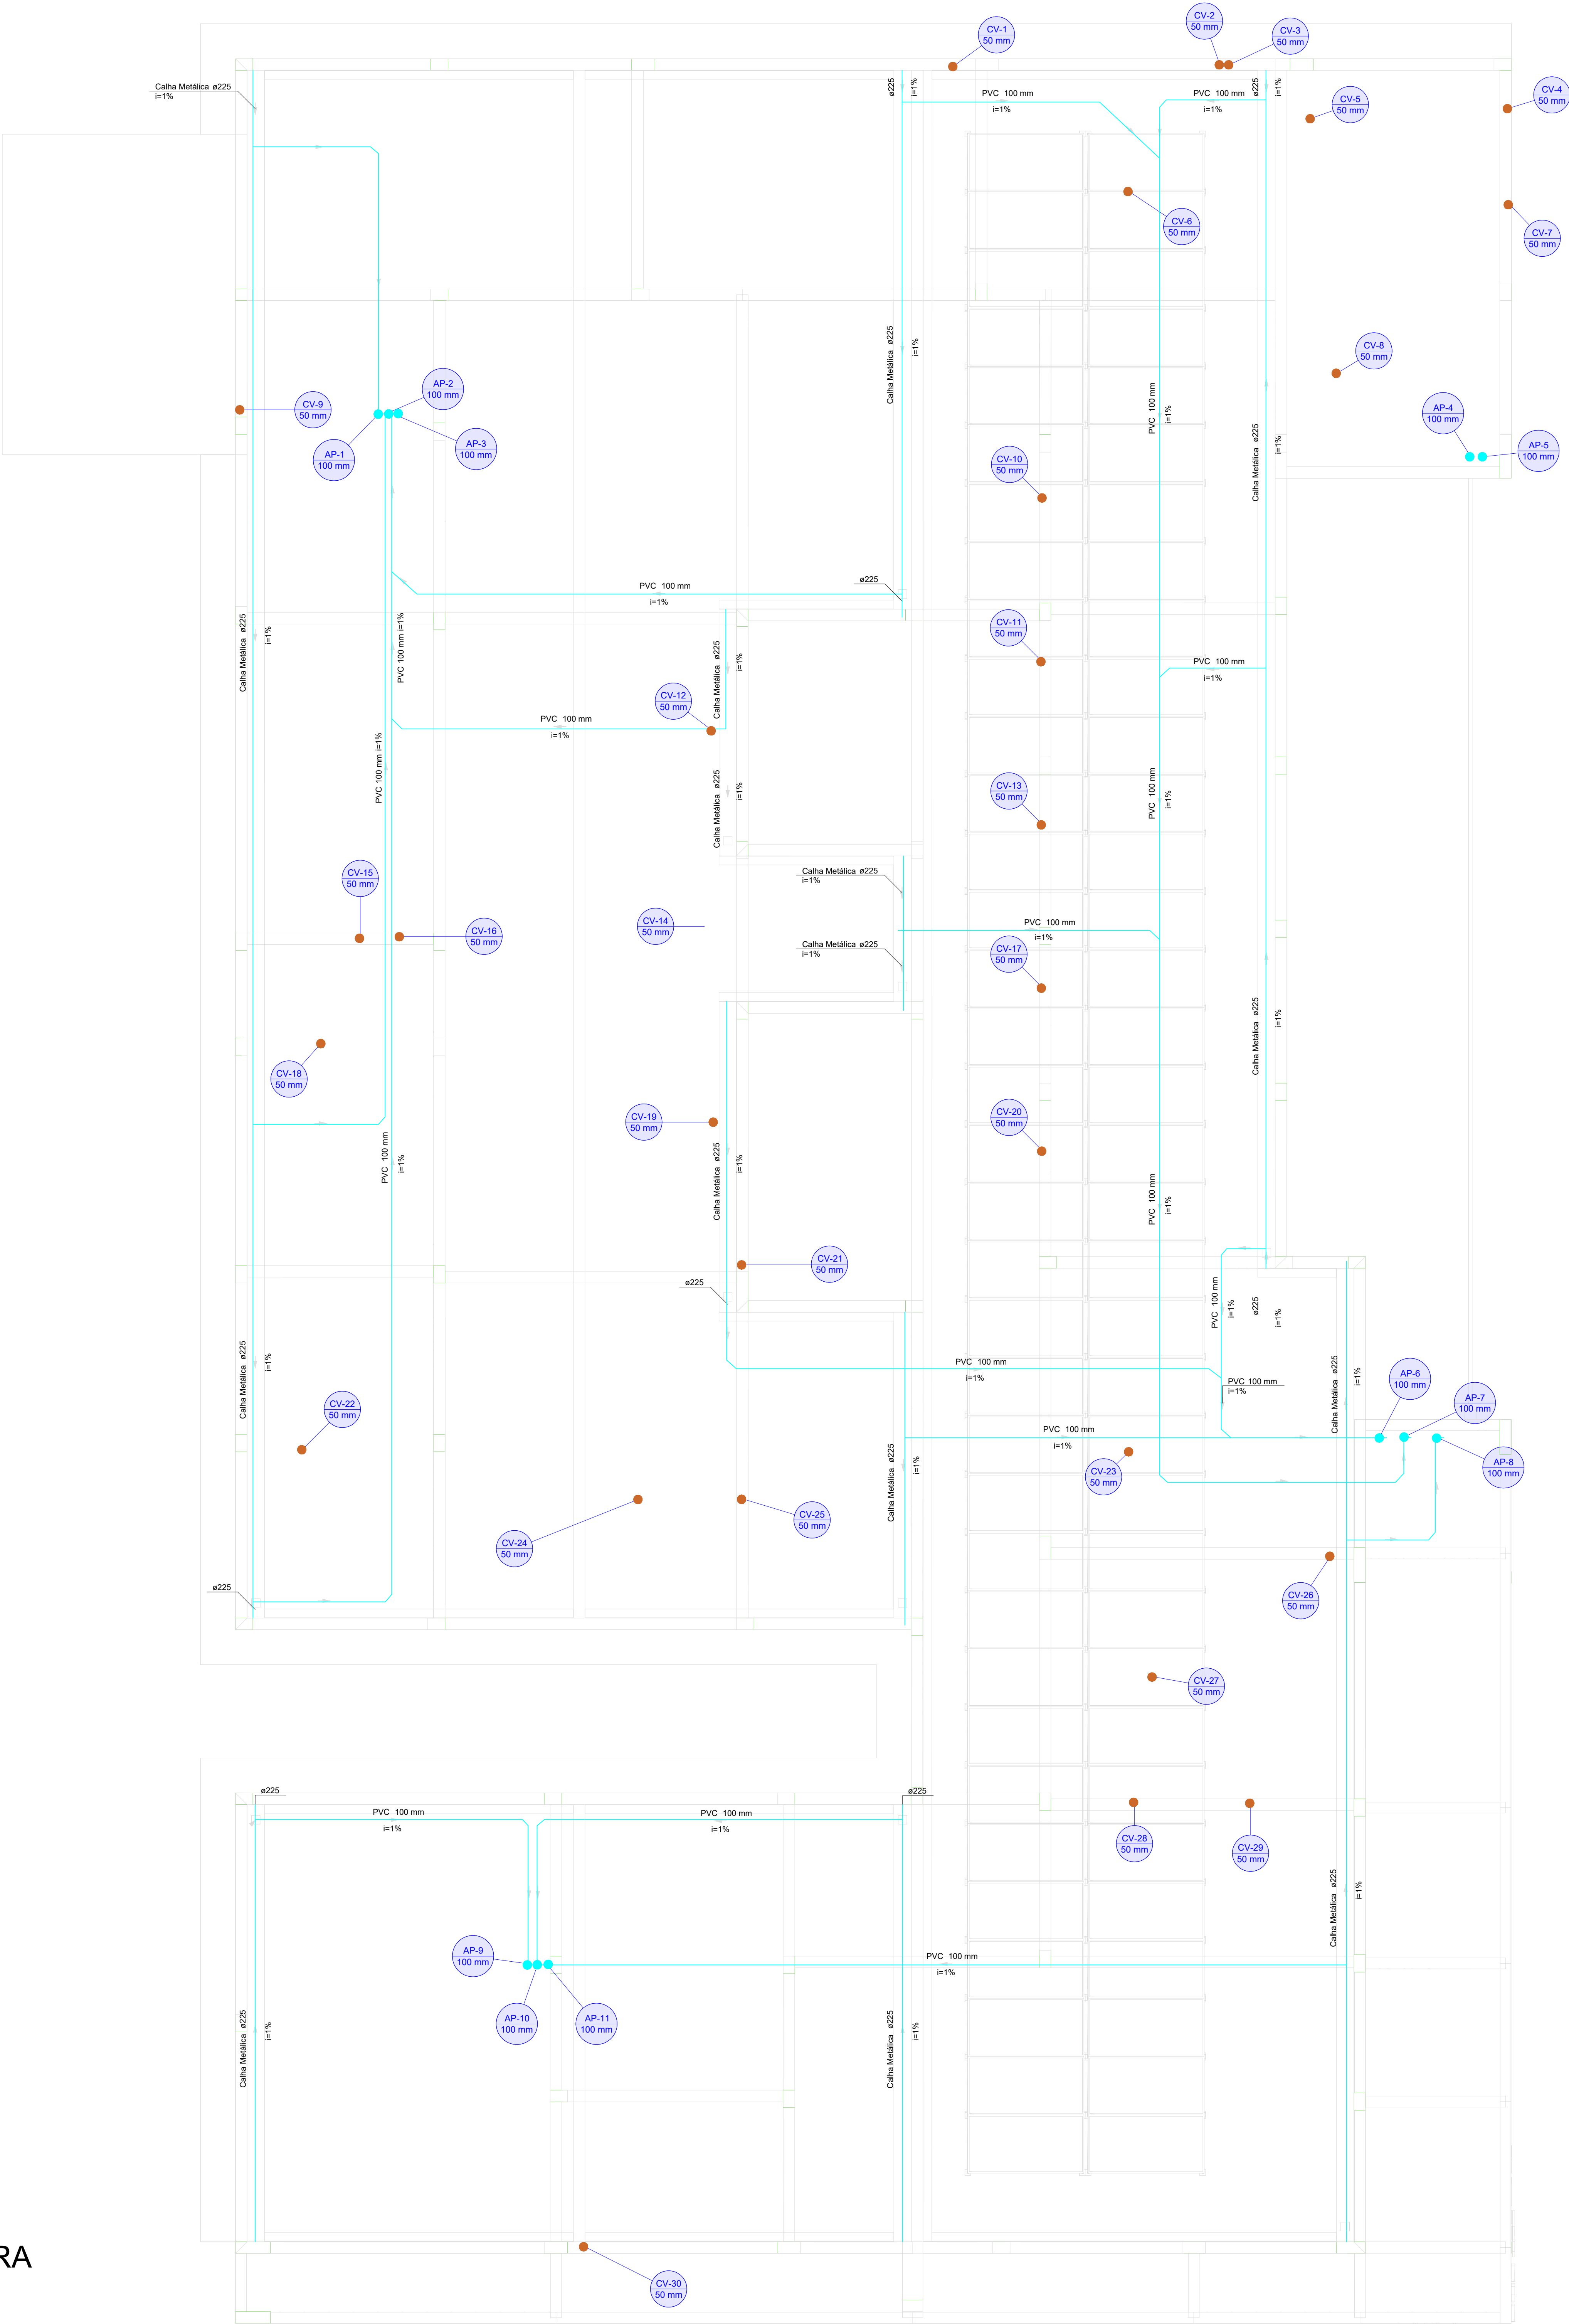 CV-1
50 mm
CV-2
50 mm
CV-3
50 mm
CV-4
50 mm
CV-5
50 mm
Calha Metálica ø225
i=1%
ø225
i=1%
PVC 100 mm
i=1%
PVC 100 mm
i=1%
ø225
i=1%
CV-6
50 mm
CV-7
50 mm
Calha Metálica ø225
i=1%
CV-8
50 mm
CV-9
50 mm
AP-2
100 mm
AP-1
100 mm
AP-3
100 mm
PVC 100 mm
i=1%
AP-4
100 mm
AP-5
100 mm
CV-10
50 mm
Calha Metálica ø225
i=1%
ø225
PVC 100 mm
i=1%
Calha Metálica ø225
i=1%
PVC 100 mm i=1%
CV-11
50 mm
PVC 100 mm
i=1%
Calha Metálica ø225
i=1%
CV-12
50 mm
PVC 100 mm
i=1%
PVC 100 mm i=1%
Calha Metálica ø225
i=1%
CV-13
50 mm
PVC 100 mm
i=1%
CV-15
50 mm
Calha Metálica ø225
i=1%
CV-14
50 mm
CV-16
50 mm
PVC 100 mm
i=1%
Calha Metálica ø225
i=1%
CV-17
50 mm
Calha Metálica ø225
i=1%
CV-18
50 mm
CV-19
50 mm
CV-20
50 mm
PVC 100 mm
i=1%
Calha Metálica ø225
i=1%
PVC 100 mm
i=1%
CV-21
50 mm
ø225
PVC 100 mm
i=1%
ø225
i=1%
Calha Metálica ø225
i=1%
PVC 100 mm
i=1%
PVC 100 mm
i=1%
Calha Metálica ø225
i=1%
AP-6
100 mm
AP-7
100 mm
CV-22
50 mm
PVC 100 mm
i=1%
Calha Metálica ø225
i=1%
CV-23
50 mm
AP-8
100 mm
CV-24
50 mm
CV-25
50 mm
CV-26
50 mm
ø225
CV-27
50 mm
ø225
ø225
PVC 100 mm
i=1%
PVC 100 mm
i=1%
CV-28
50 mm
CV-29
50 mm
Calha Metálica ø225
i=1%
AP-9
100 mm
PVC 100 mm
i=1%
AP-10
100 mm
AP-11
100 mm
Calha Metálica ø225
i=1%
Calha Metálica ø225
i=1%
RA
CV-30
50 mm